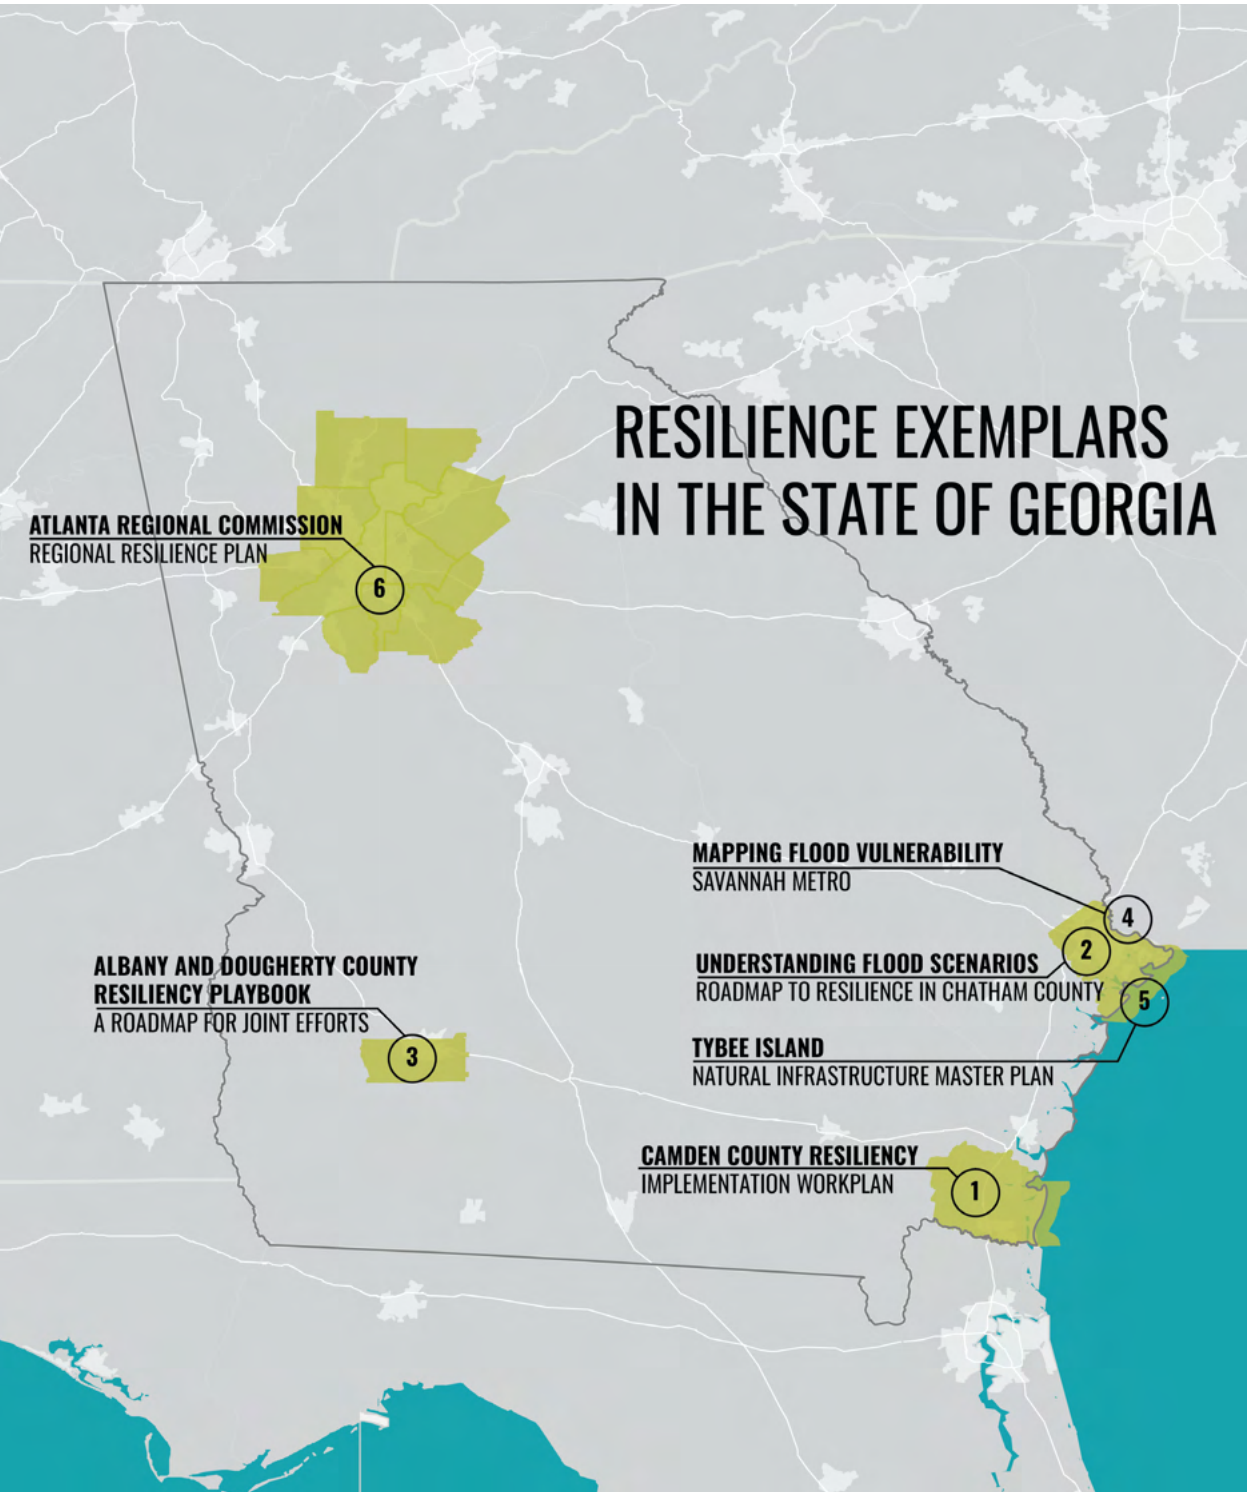 RESILIENCE EXEMPLARS
IN THE STATE OF GEORGIA
ATLANTA REGIONAL COMMISSION
REGIONAL RESILIENCE PLAN
6
MAPPING FLOOD VULNERABILITY
SAVANNAH METRO
4
2
UNDERSTANDING FLOOD SCENARIOS
ROADMAP TO RESILIENCE IN CHATHAM COUNTY
5
TYBEE ISLAND
NATURAL INFRASTRUCTURE MASTER PLAN
ALBANY AND DOUGHERTY COUNTY
RESILIENCY PLAYBOOK
A ROADMAP FOR JOINT EFFORTS
3
CAMDEN COUNTY RESILIENCY
IMPLEMENTATION WORKPLAN
1